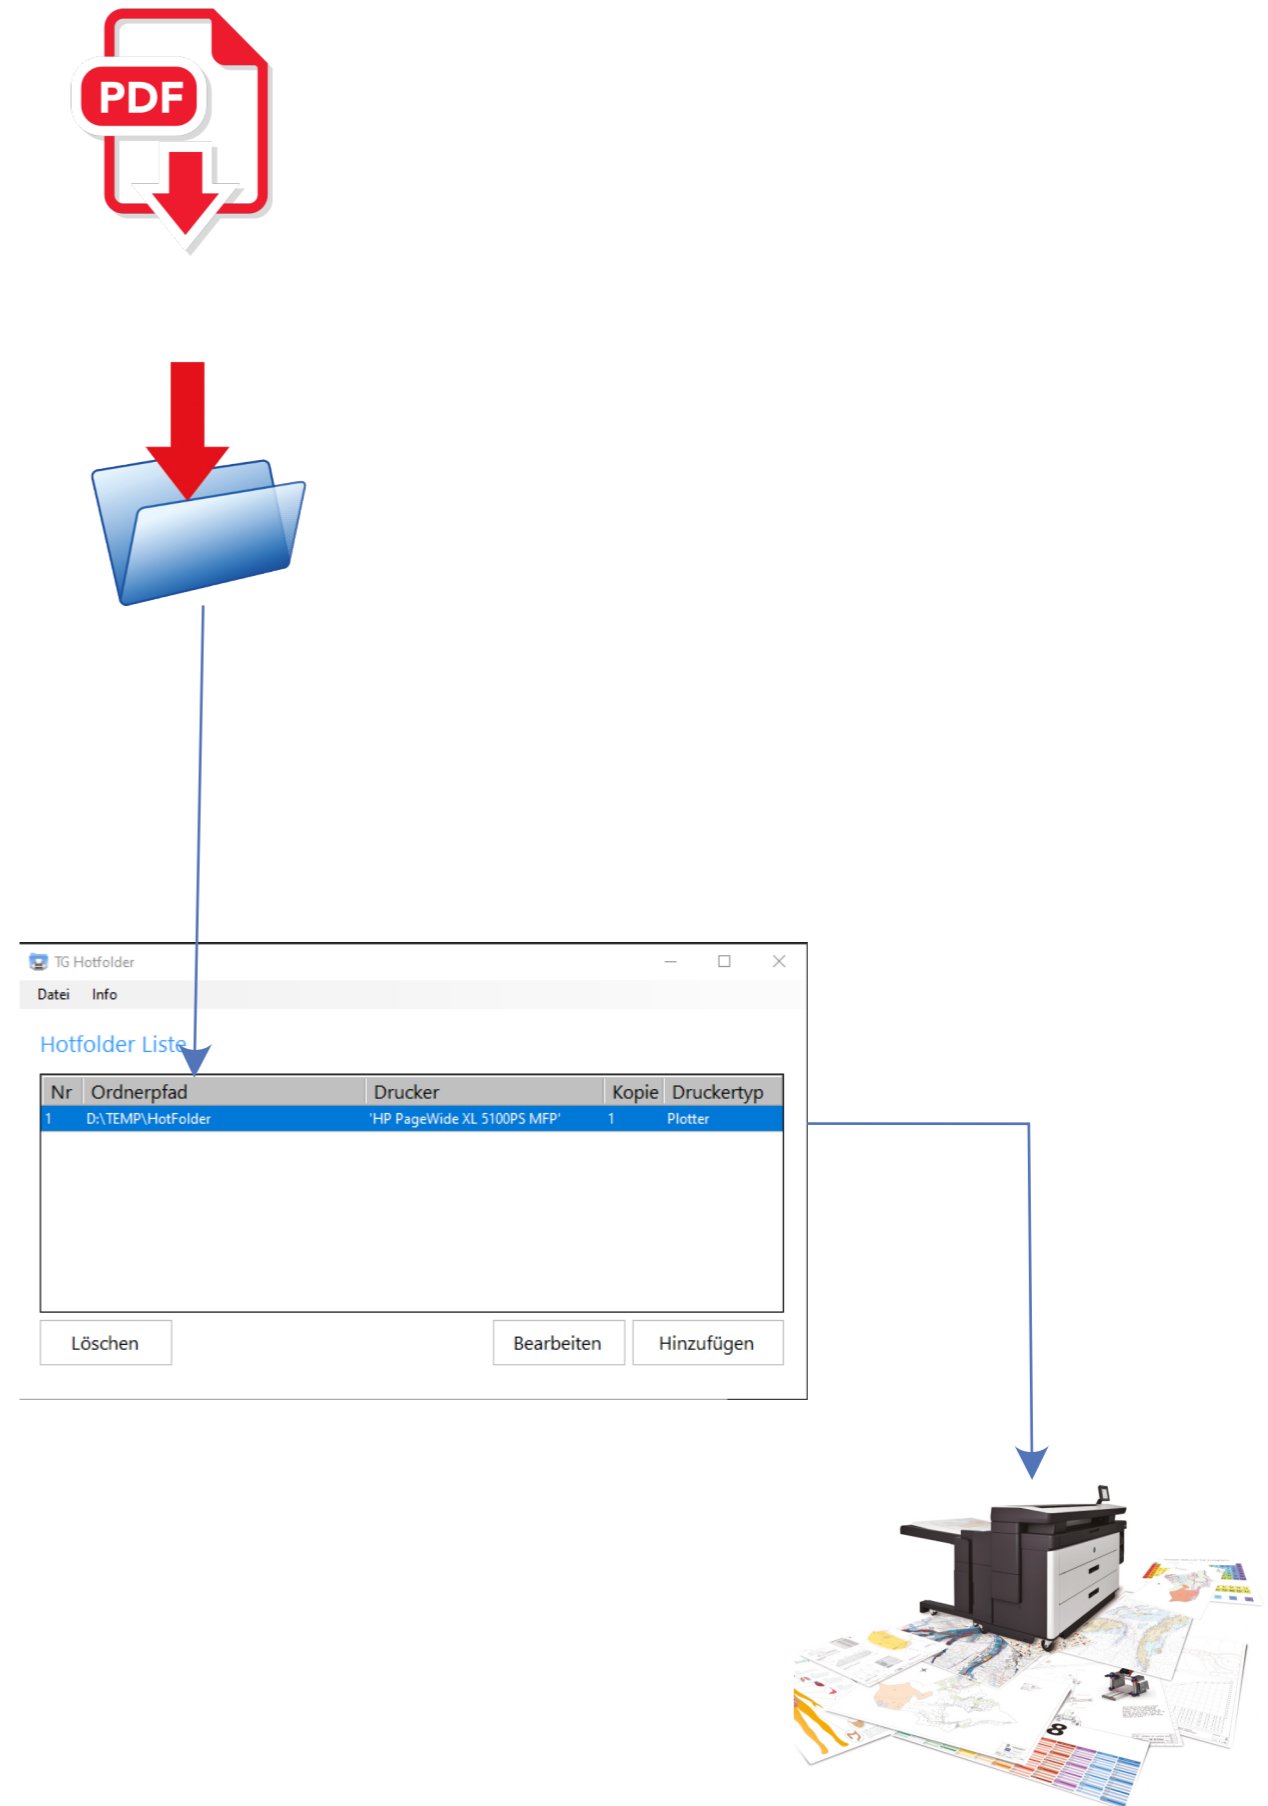 PDF
TG Hotfolder
Datei Info
Hotfolder Liste
Nr Ordnerpfad Drucker Kopie Druckertyp
1 D:\TEMP\HotFolder 'HP PageWide XL 5100PS MFP' 1 Plotter
Löschen Bearbeiten Hinzufügen
8